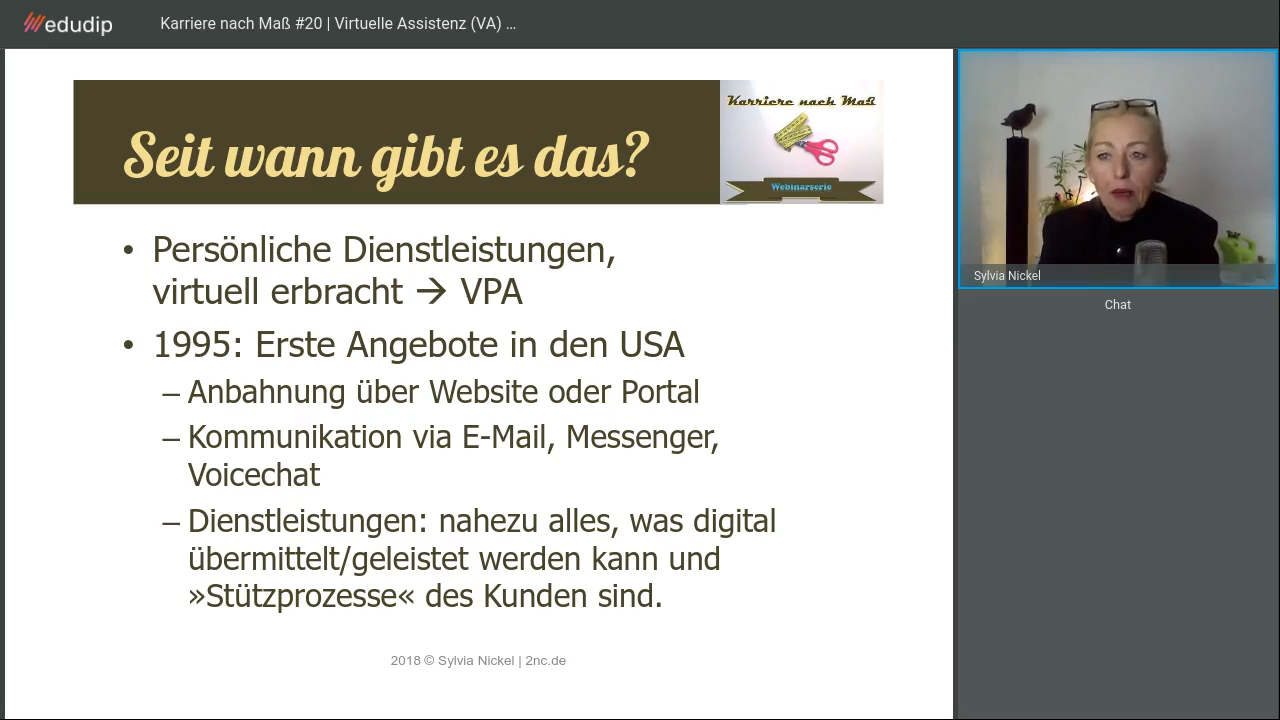 edudip
Karriere nach Maß #20 | Virtuelle Assistenz (VA) ...
Seit wann gibt es das?
Karriere nach Maß
Webinarserie
• Persönliche Dienstleistungen,
virtuell erbracht → VPA
• 1995: Erste Angebote in den USA
– Anbahnung über Website oder Portal
– Kommunikation via E-Mail, Messenger,
Voicechat
– Dienstleistungen: nahezu alles, was digital
übermittelt/geleistet werden kann und
»Stützprozesse« des Kunden sind.
2018 © Sylvia Nickel | 2nc.de
Sylvia Nickel
Chat